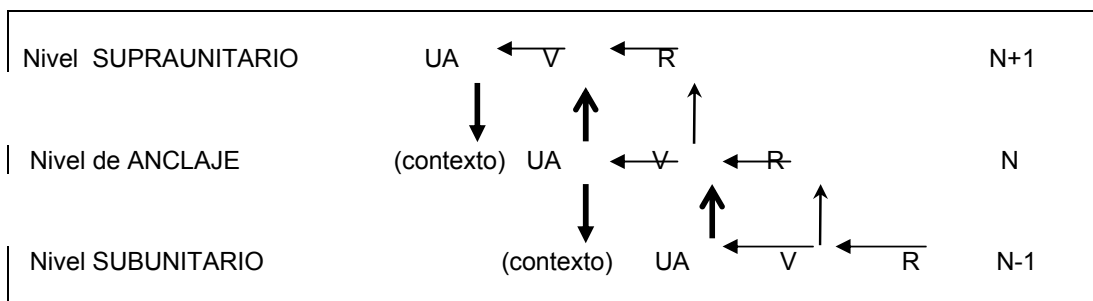 Nivel SUPRAUNITARIO UA V R N+1
Nivel de ANCLAJE (contexto) UA V R N
Nivel SUBUNITARIO (contexto) UA V R N-1